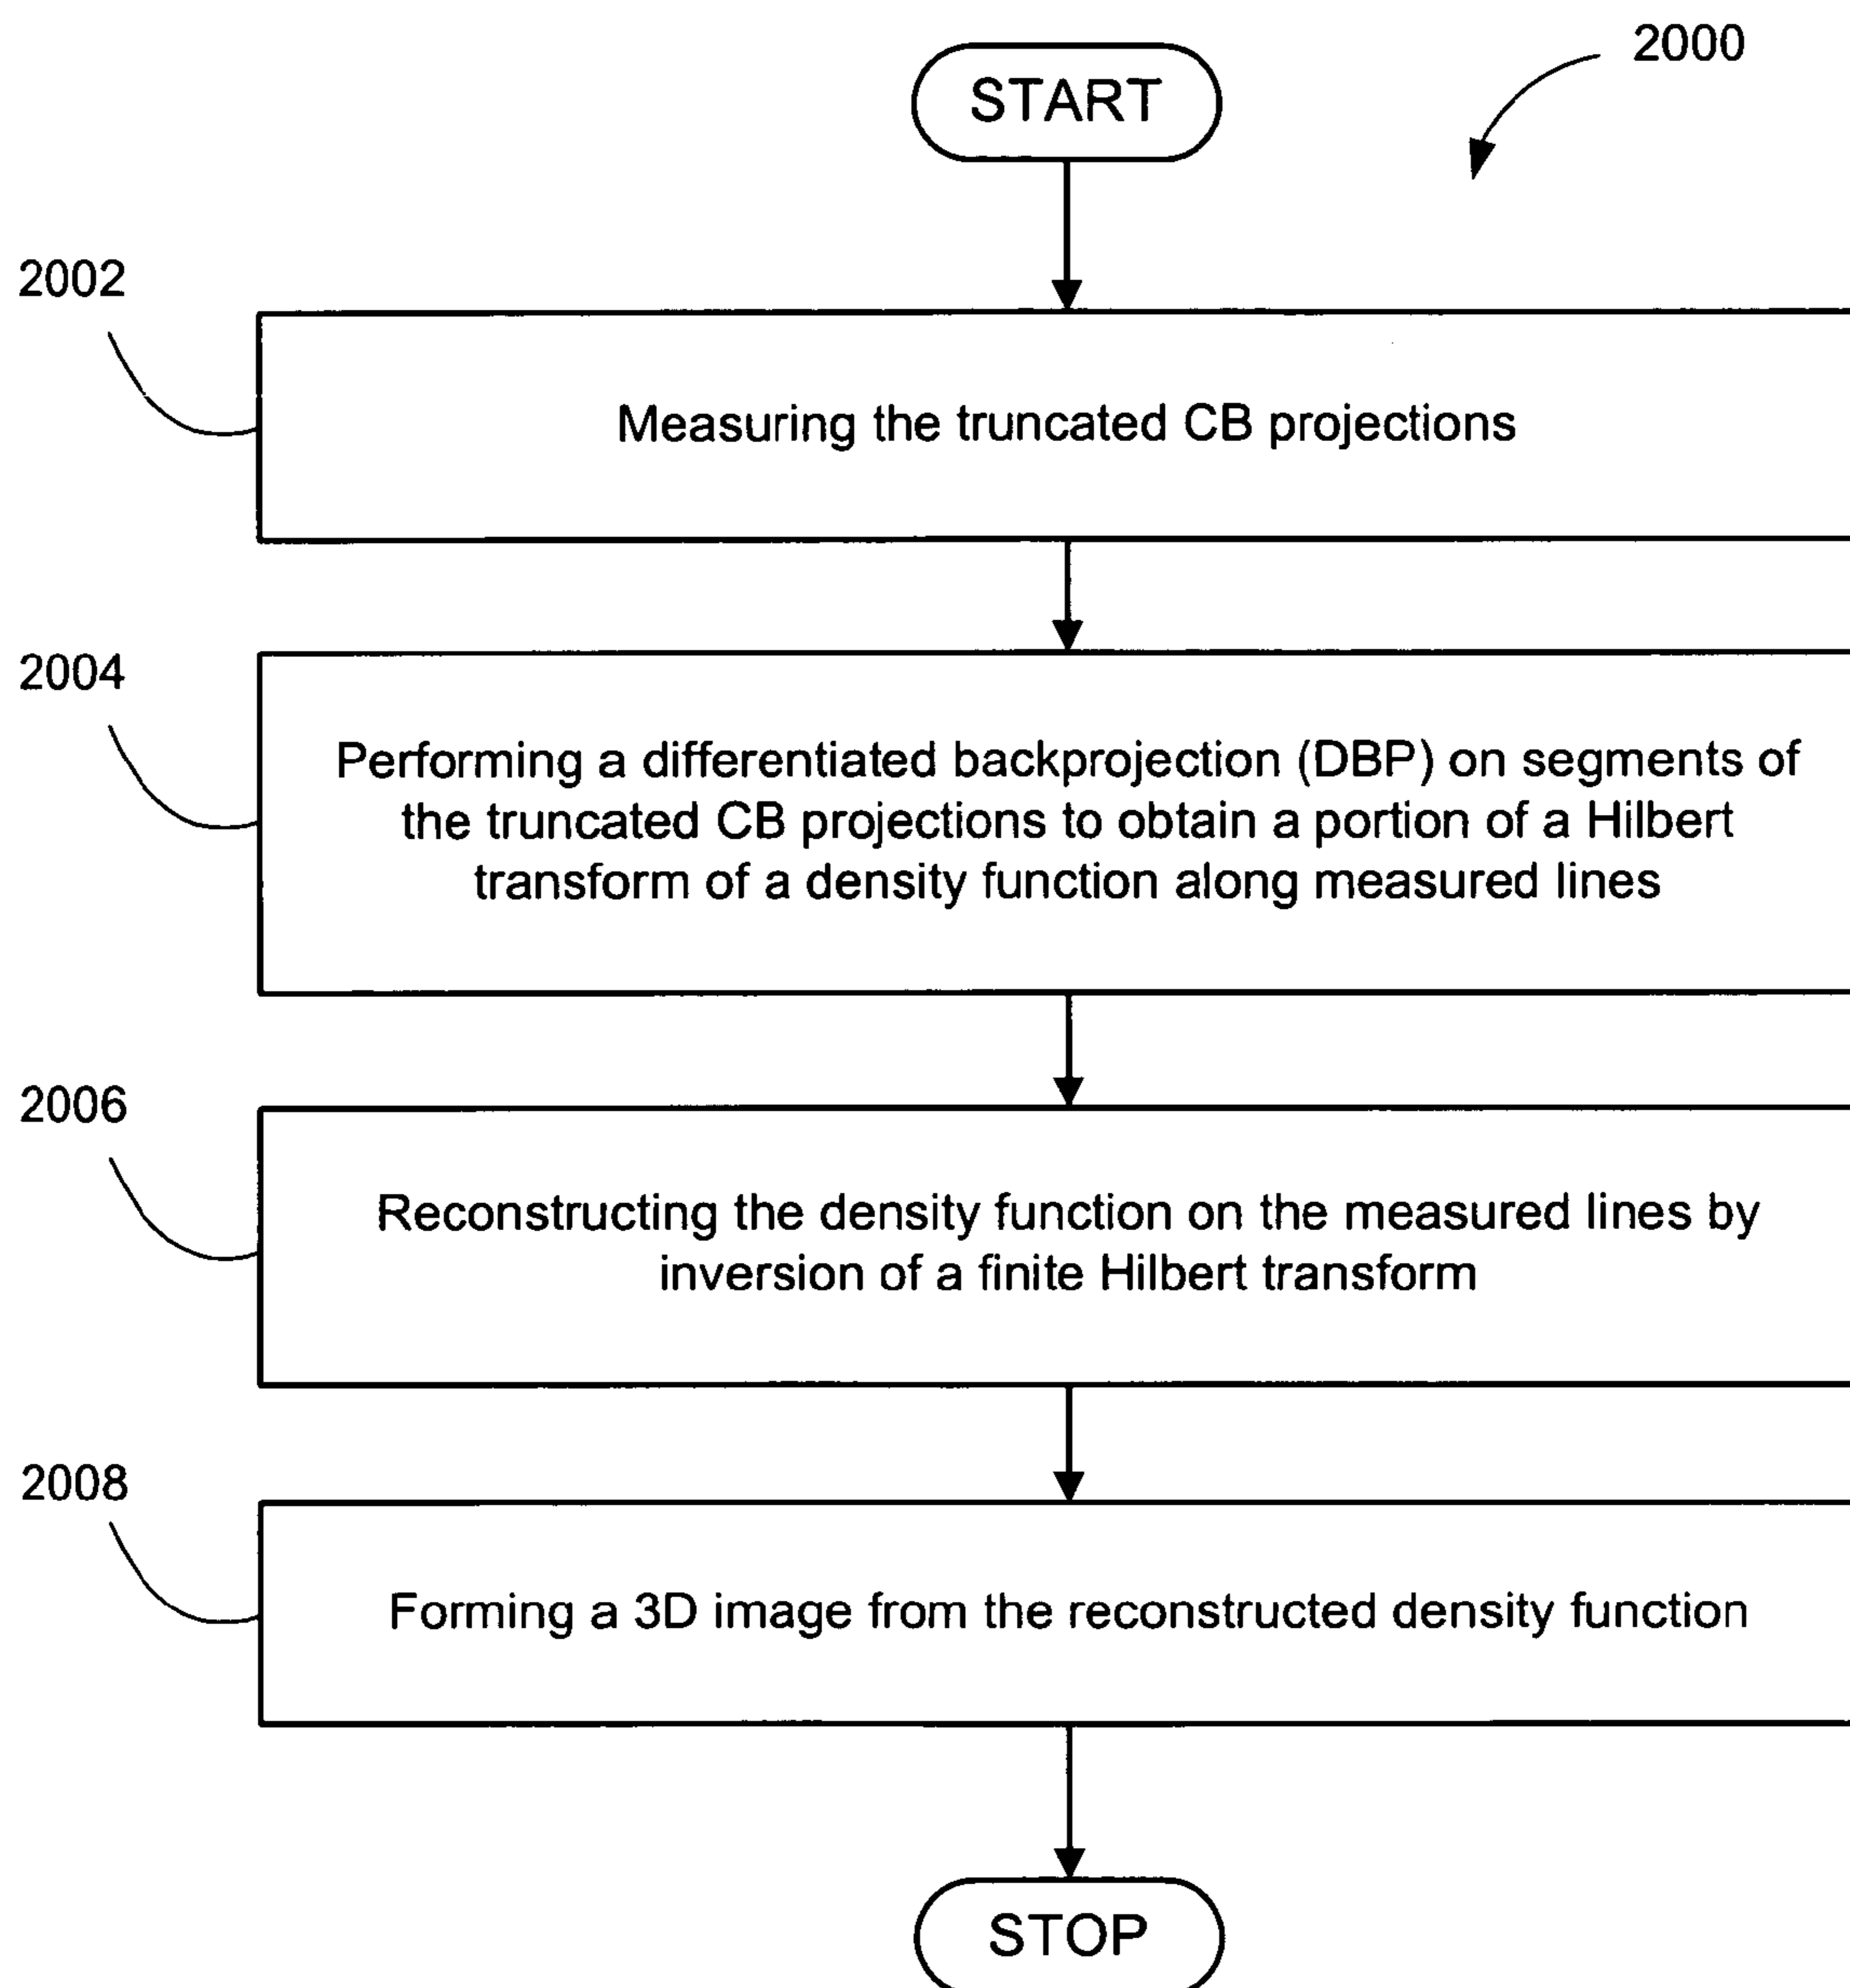 2000
START
2002
Measuring the truncated CB projections
2004
Performing a differentiated backprojection (DBP) on segments of
the truncated CB projections to obtain a portion of a Hilbert
transform of a density function along measured lines
2006
Reconstructing the density function on the measured lines by
inversion of a finite Hilbert transform
2008
Forming a 3D image from the reconstructed density function
STOP